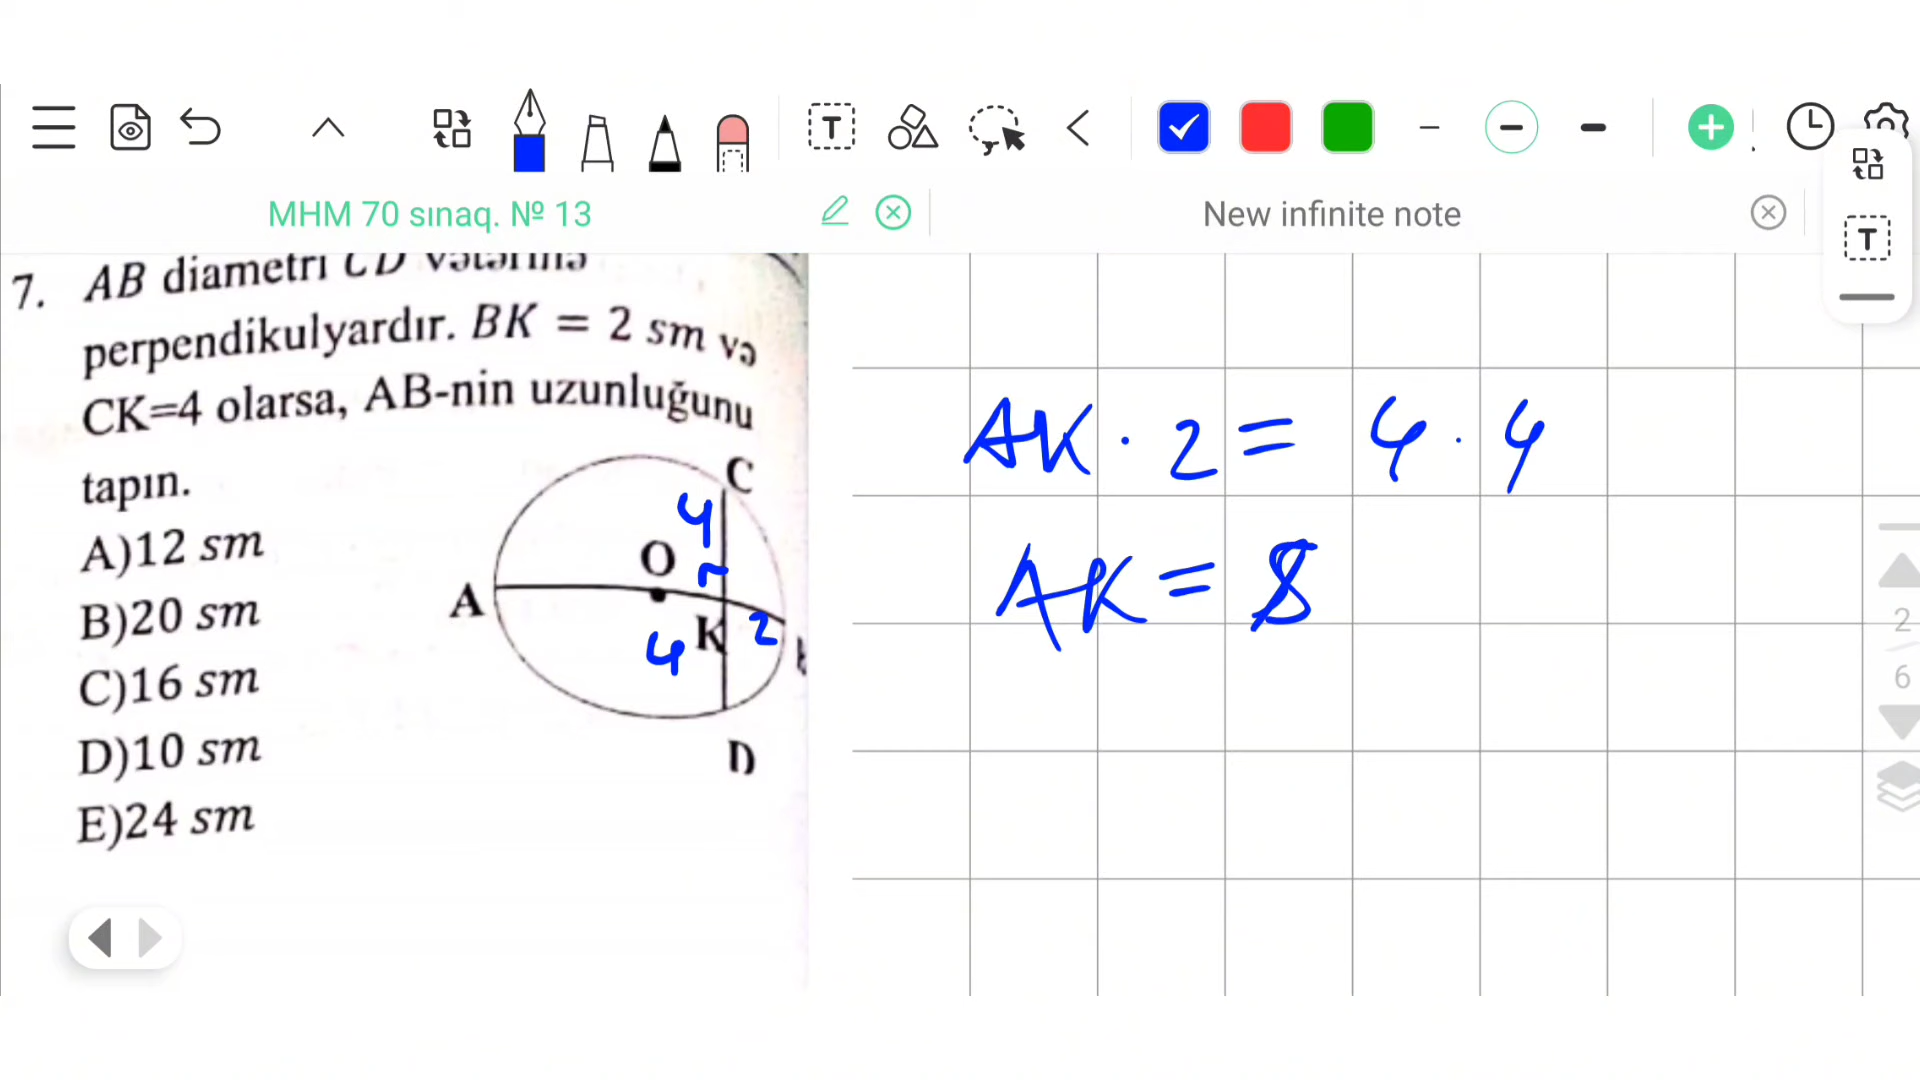 T
MHM 70 sınaq. № 13
New infinite note
T
7. AB diametri CD vətərinə
perpendikulyardır. BK = 2 sm və
CK=4 olarsa, AB-nin uzunluğunu
tapın.
A)12 sm
B)20 sm
C)16 sm
D)10 sm
E)24 sm
C
4
O
A
K
2
4
D
AK · 2 = 4 · 4
AK = 8
2
6